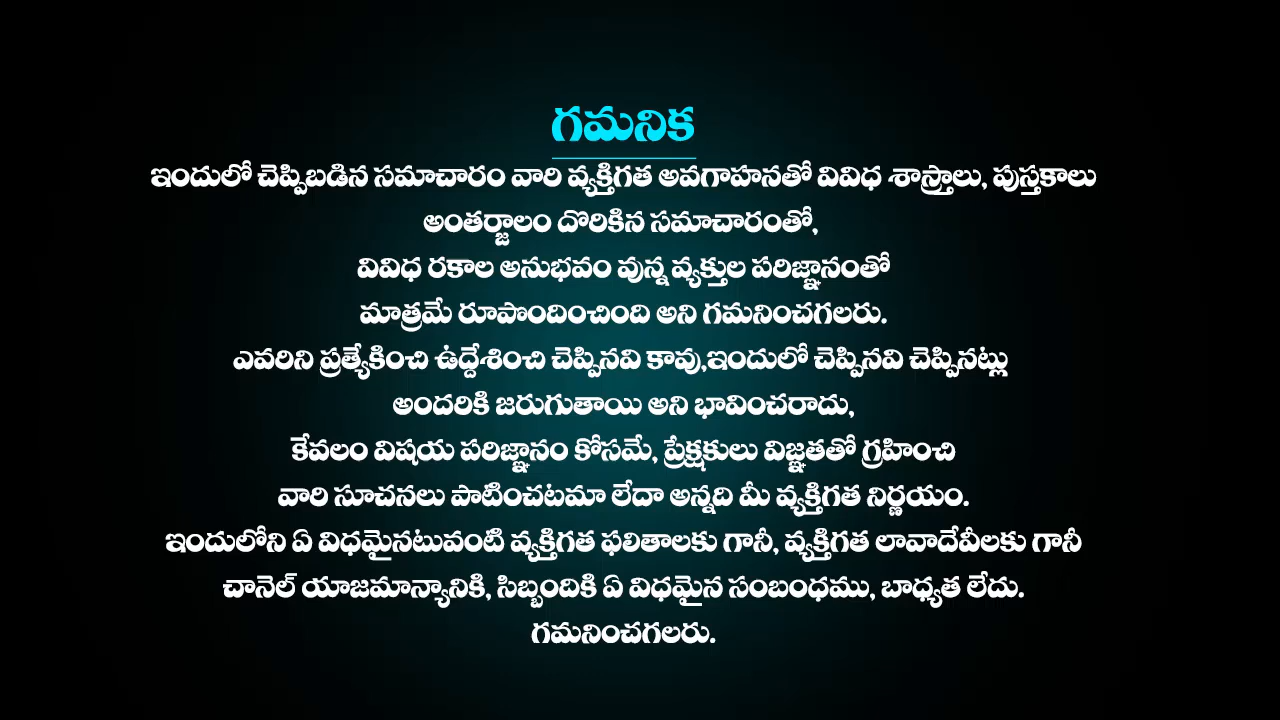 గమనిక
ఇందులో చెప్పిబడిన సమాచారం వారి వ్యక్తిగత అవగాహనతో వివిధ శాస్త్రాలు, పుస్తకాలు
అంతర్జాలం దొరికిన సమాచారంతో,
వివిధ రకాల అనుభవం వున్న వ్యక్తుల పరిజ్ఞానంతో
మాత్రమే రూపొందించింది అని గమనించగలరు.
ఎవరిని ప్రత్యేకించి ఉద్దేశించి చెప్పినవి కావు,ఇందులో చెప్పినవి చెప్పినట్లు
అందరికి జరుగుతాయి అని భావించరాదు,
కేవలం విషయ పరిజ్ఞానం కోసమే, ప్రేక్షకులు విజ్ఞతతో గ్రహించి
వారి సూచనలు పాటించటమా లేదా అన్నది మీ వ్యక్తిగత నిర్ణయం.
ఇందులోని ఏ విధమైనటువంటి వ్యక్తిగత ఫలితాలకు గానీ, వ్యక్తిగత లావాదేవీలకు గానీ
చానెల్ యాజమాన్యానికి, సిబ్బందికి ఏ విధమైన సంబంధము, బాధ్యత లేదు.
గమనించగలరు.